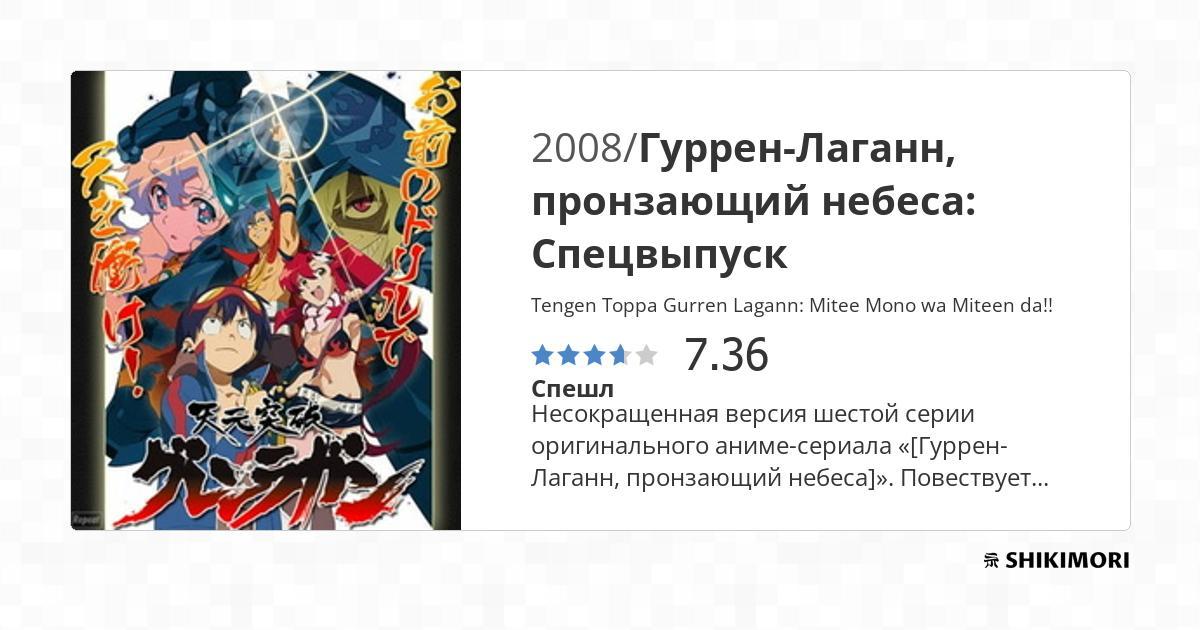 お前のドリルで
天を衝け！
天元突破
グレンラガン
2008/Гуррен-Лаганн,
пронзающий небеса:
Спецвыпуск
Tengen Toppa Gurren Lagann: Mitee Mono wa Miteen da!!
7.36
Спешл
Несокращенная версия шестой серии
оригинального аниме-сериала «[Гуррен-
Лаганн, пронзающий небеса]». Повествует...
SHIKIMORI